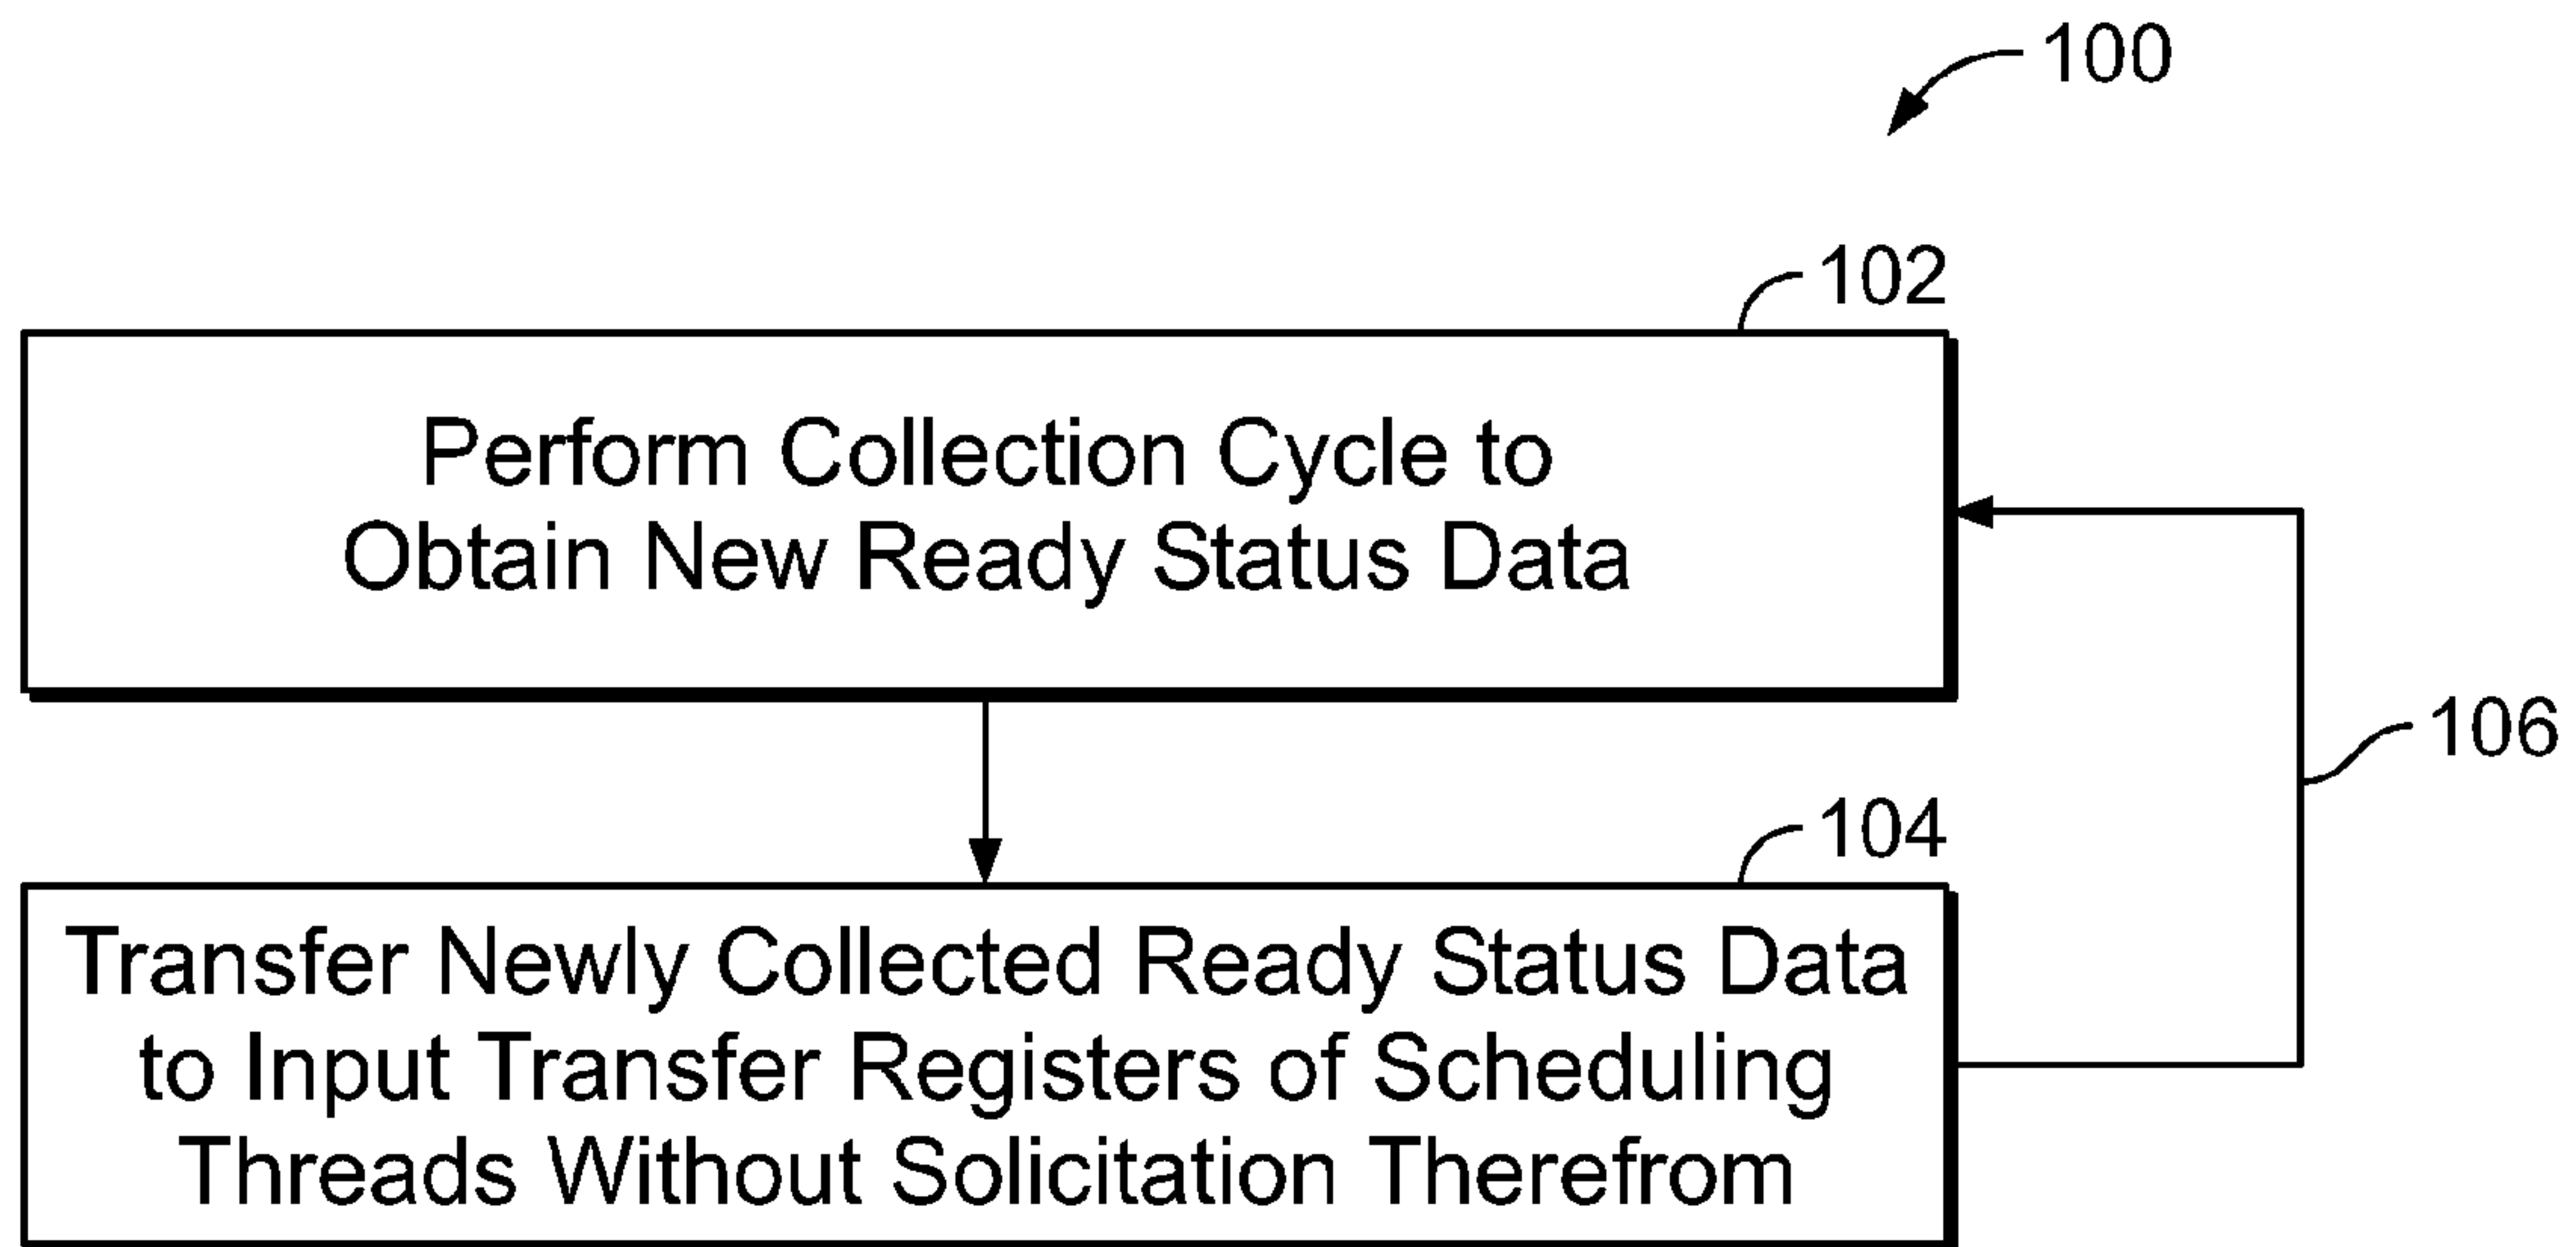 100
102
Perform Collection Cycle to
Obtain New Ready Status Data
106
104
Transfer Newly Collected Ready Status Data
to Input Transfer Registers of Scheduling
Threads Without Solicitation Therefrom